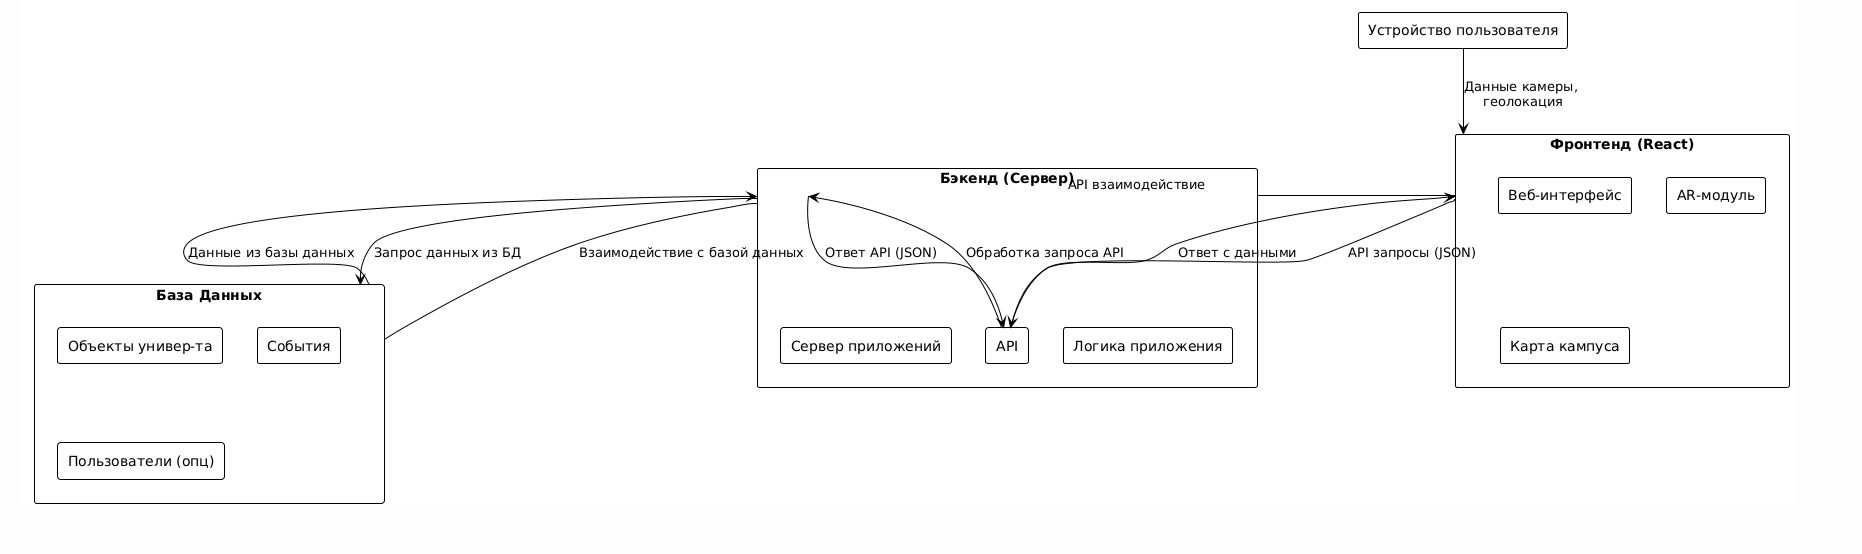 Устройство пользователя
Данные камеры,
геолокация
Фронтенд (React)
Бэкенд (Сервер)
API взаимодействие
Веб-интерфейс
AR-модуль
Данные из базы данных
Запрос данных из БД
Взаимодействие с базой данных
Ответ API (JSON)
Обработка запроса API
Ответ с данными
API запросы (JSON)
База Данных
Объекты универ-та
События
Сервер приложений
API
Логика приложения
Карта кампуса
Пользователи (опц)